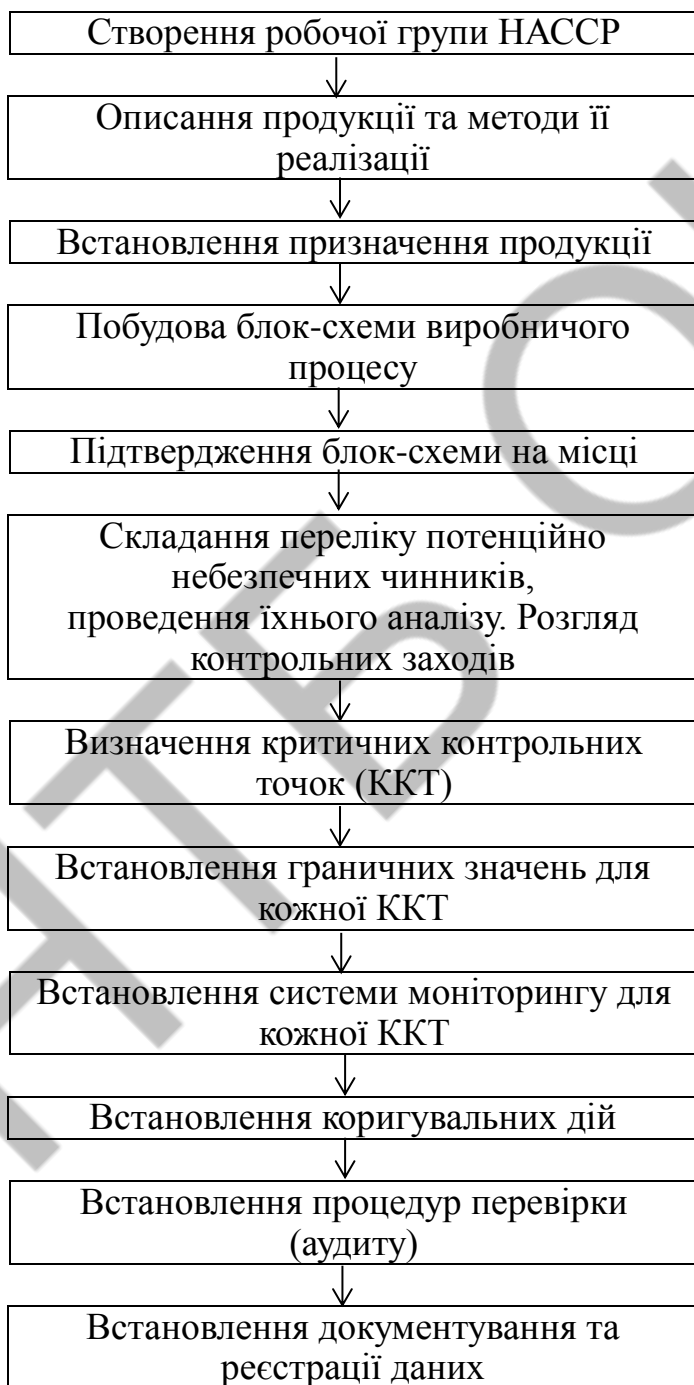 Створення робочої групи НАССР
Описання продукції та методи її
реалізації
Встановлення призначення продукції
Побудова блок-схеми виробничого
процесу
Підтвердження блок-схеми на місці
Складання переліку потенційно
небезпечних чинників,
проведення їхнього аналізу. Розгляд
контрольних заходів
Визначення критичних контрольних
точок (ККТ)
Встановлення граничних значень для
кожної ККТ
Встановлення системи моніторингу для
кожної ККТ
Встановлення коригувальних дій
Встановлення процедур перевірки
(аудиту)
Встановлення документування та
реєстрації даних